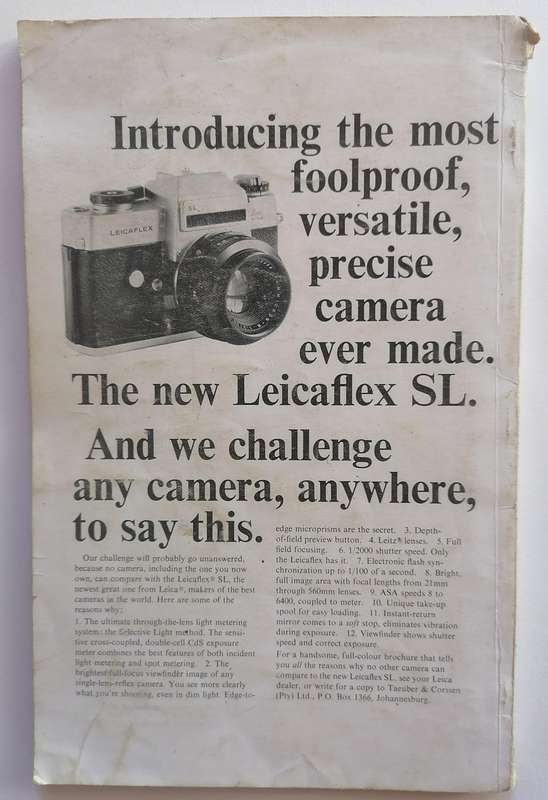 Introducing the most
foolproof,
versatile,
precise
camera
ever made.
The new Leicaflex SL.
And we challenge
any camera, anywhere,
to say this.
SL
LEICAFLEX
Our challenge will probably go unanswered,
because no camera, including the one you now
own, can compare with the Leicaflex® SL, the
newest great one from Leica®, makers of the best
cameras in the world. Here are some of the
reasons why:
1. The ultimate through-the-lens light metering
system: the Selective Light method. The sensi-
tive cross-coupled, double-cell CdS exposure
meter combines the best features of both incident
light metering and spot metering. 2. The
brightest full-focus viewfinder image of any
single-lens-reflex camera. You see more clearly
what you're shooting, even in dim light. Edge-to-
edge microprisms are the secret. 3. Depth-
of-field preview button. 4. Leitz® lenses. 5. Full
field focusing. 6. 1/2000 shutter speed. Only
the Leicaflex has it. 7. Electronic flash syn-
chronization up to 1/100 of a second. 8. Bright,
full image area with focal lengths from 21mm
through 560mm lenses. 9. ASA speeds 8 to
6400, coupled to meter. 10. Unique take-up
spool for easy loading. 11. Instant-return
mirror comes to a soft stop, eliminates vibration
during exposure. 12. Viewfinder shows shutter
speed and correct exposure.
For a handsome, full-colour brochure that tells
you all the reasons why no other camera can
compare to the new Leicaflex SL, see your Leica
dealer, or write for a copy to Taeuber & Corssen
(Pty) Ltd., P.O. Box 1366, Johannesburg.